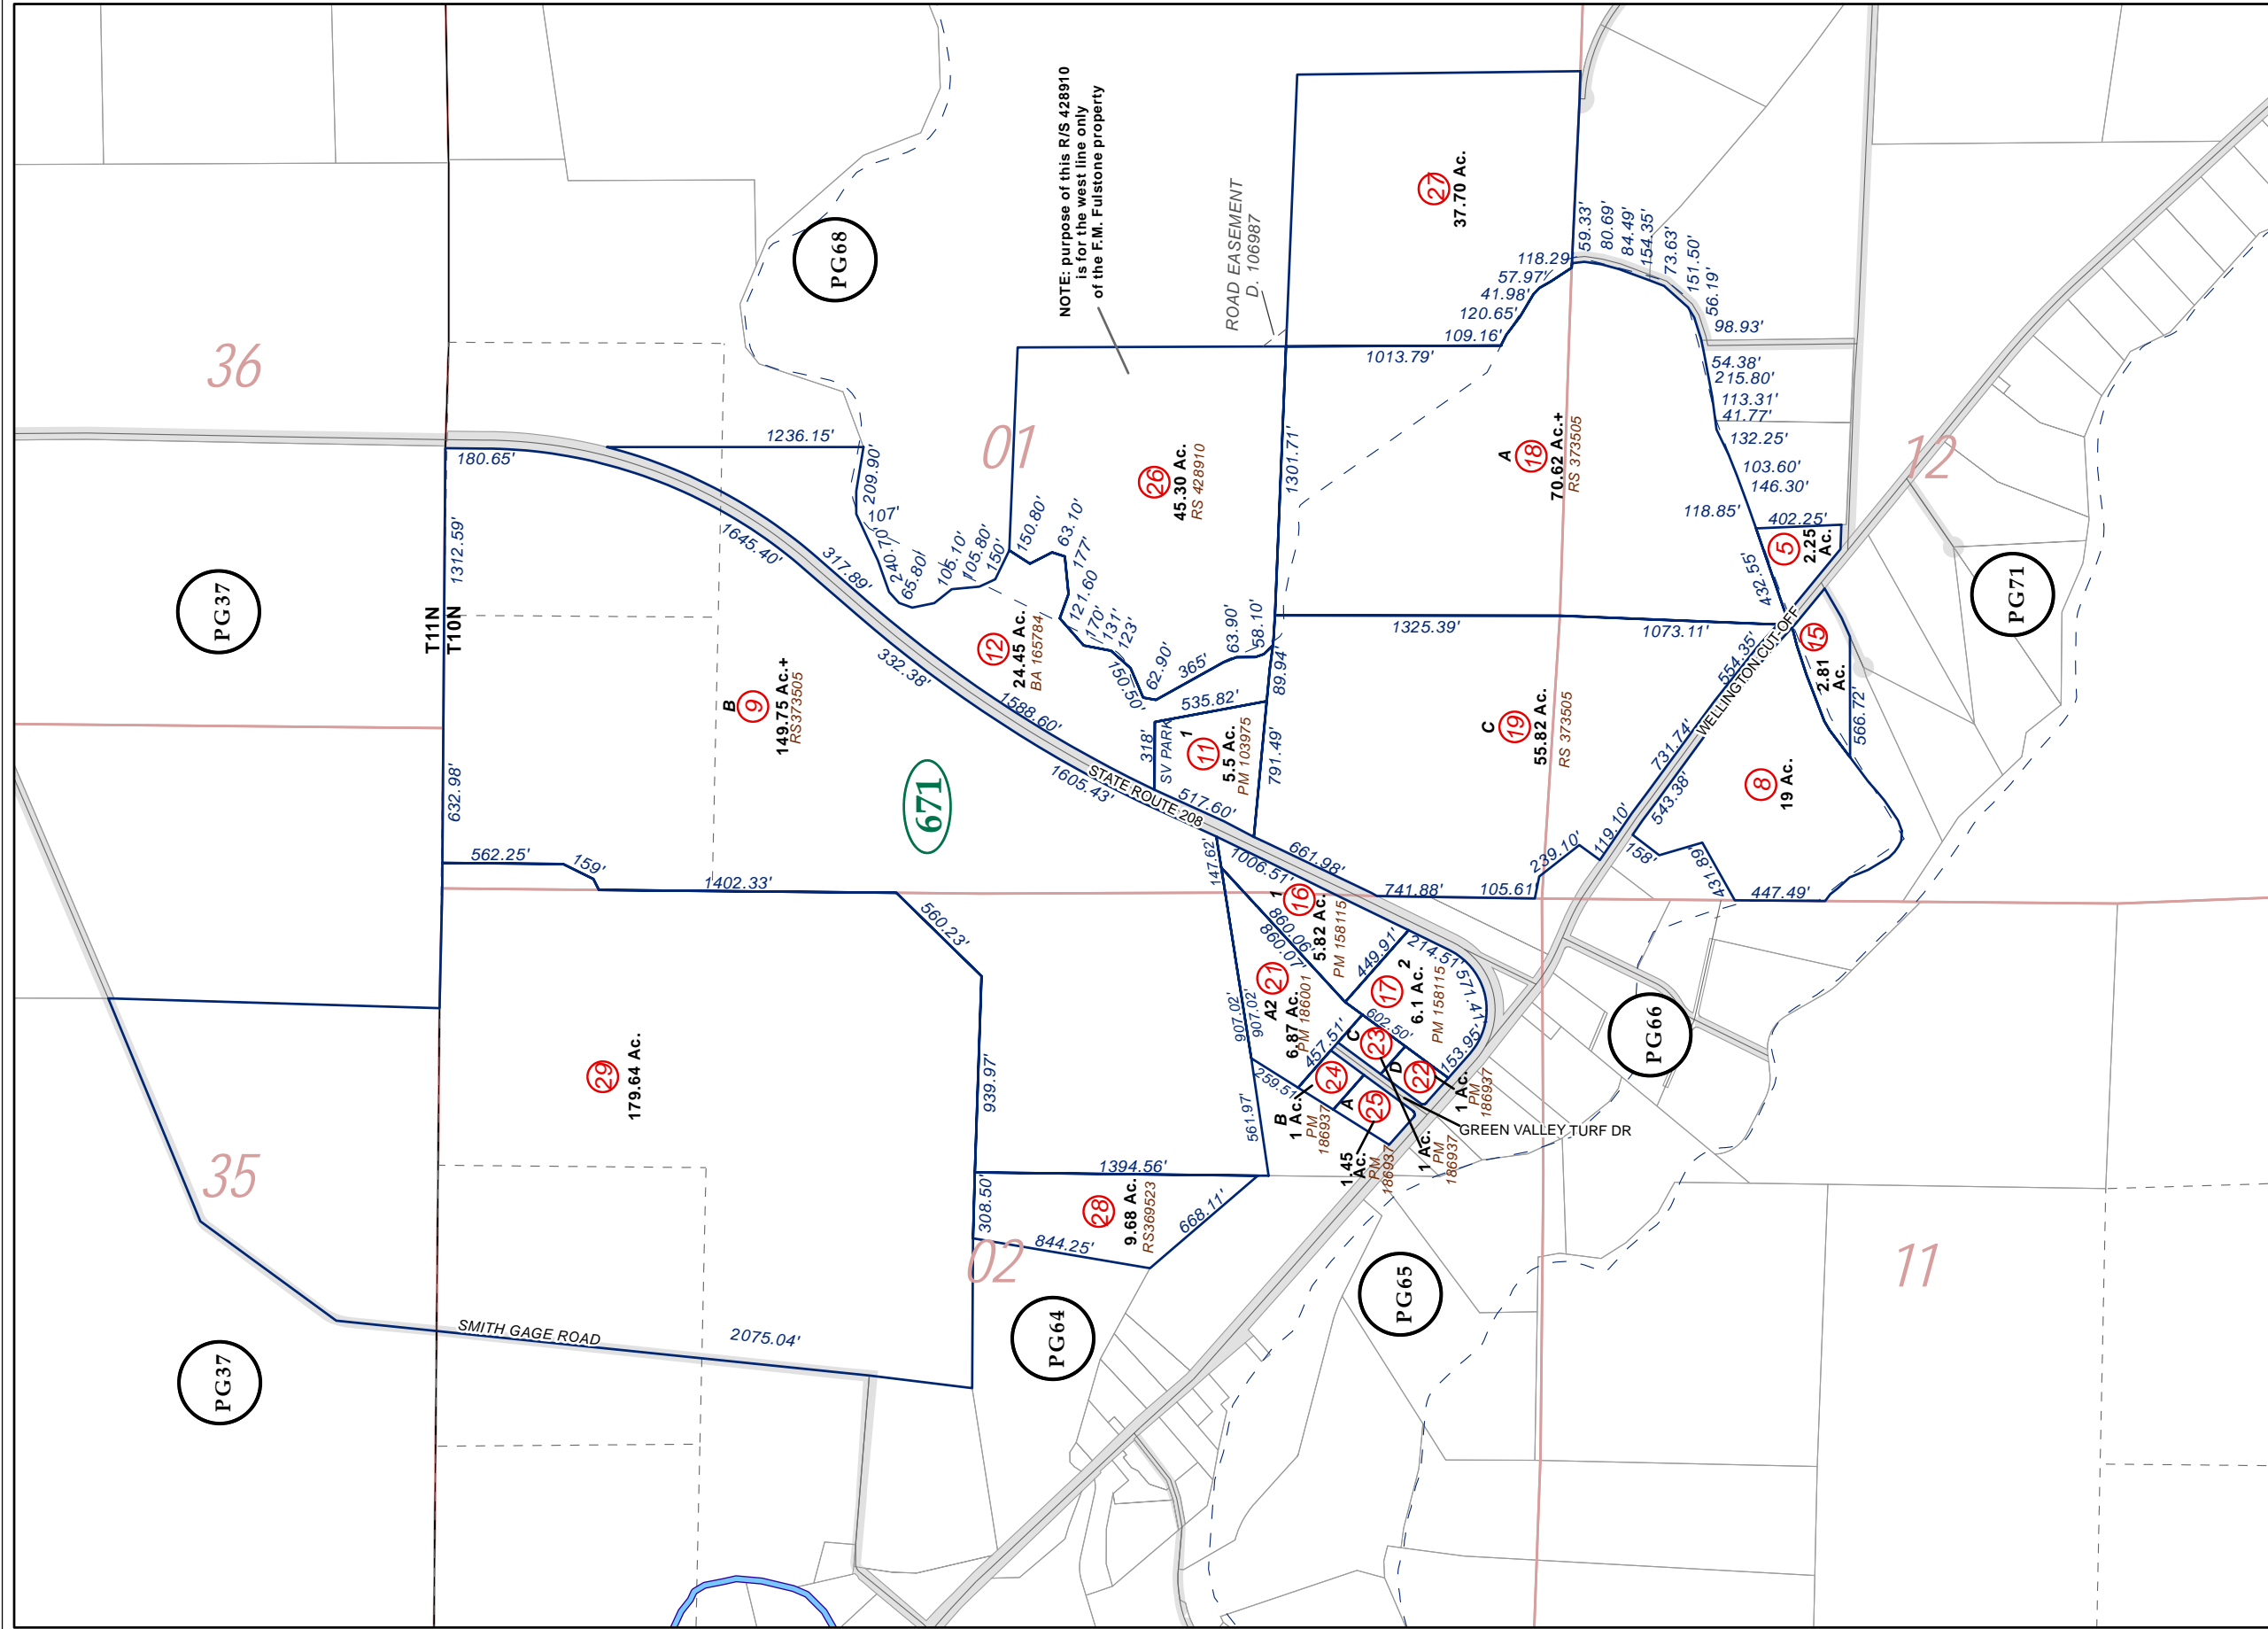 36
PG37
T11N
T10N
35
PG37
180.65'
1312.59'
632.98'
562.25'
159'
1402.33'
SMITH GAGE ROAD
2075.04'
29
179.64 Ac.
B
9
149.75 Ac.+
RS373505
1645.40'
317.89'
332.38'
1236.15'
PG68
209.90'
107'
240.70'
65.80'
105.10'
105.80'
150'
01
671
560.23'
939.97'
308.50'
02
844.25'
1394.56'
28
9.68 Ac.
RS369523
668.11'
PG64
12
24.45 Ac.
BA 165784
1588.60'
1605.43'
STATE ROUTE 208
NOTE: purpose of this R/S 428910
is for the west line only
of the F.M. Fulstone property
150.80'
63.10'
177'
121.60
170'
131'
123'
150.50'
62.90'
365'
63.90'
58.10'
26
45.30 Ac.
RS 428910
ROAD EASEMENT
D. 106987
535.82'
89.94'
318'
SV PARK
1
11
5.5 Ac.
PM 103975
791.49'
517.60'
1301.71'
27
37.70 Ac.
1013.79'
109.16'
120.65'
41.98'
57.97'
118.29
59.33'
80.69'
84.49'
154.35'
73.63'
151.50'
56.19'
98.93'
54.38'
215.80'
113.31'
41.77'
132.25'
103.60'
146.30'
118.85'
A
18
70.62 Ac.+
RS 373505
402.25'
5
2.25
Ac.
432.55'
12
1325.39'
1073.11'
C
19
55.82 Ac.
RS 373505
554.35'
WELLINGTON CUT-OFF
731.74'
543.38'
15
2.81
Ac.
566.72'
8
19 Ac.
PG71
661.98'
741.88'
105.61
239.10'
119.10'
158'
431.89'
447.49'
147.62'
1006.51'
1
16
5.82 Ac.
PM 158115
860.06'
860.07'
907.02'
907.02'
A2
21
6.87 Ac.
PM 186001
449.91'
214.51'
571.41'
2
17
6.1 Ac.
PM 158115
602.50'
153.95'
457.51'
259.51'
561.97'
C
23
D
22
1 Ac.
PM
186937
B
24
1 Ac.
PM
186937
A
25
1.45
Ac.
PM
186937
1 Ac.
PM
186937
GREEN VALLEY TURF DR
PG66
PG65
11